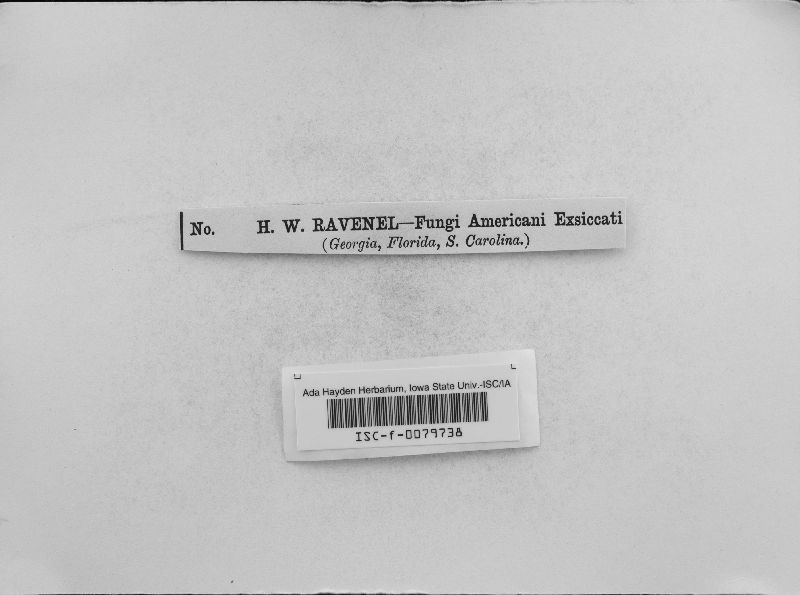 No. H. W. RAVENEL—Fungi Americani Exsiccati
(Georgia, Florida, S. Carolina.)
Ada Hayden Herbarium, Iowa State Univ.-ISC/IA
ISC-f-0079738